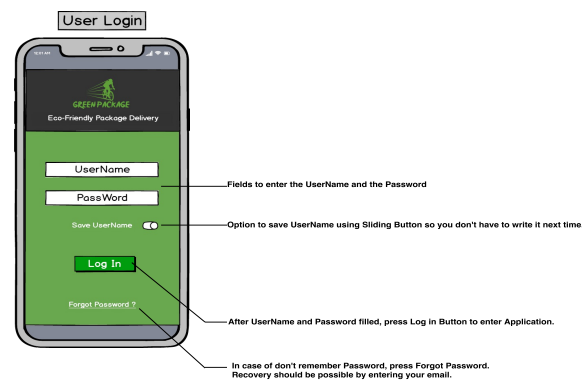 User Login
12:01 AM
GREEN PACKAGE
Eco-Friendly Package Delivery
UserName
PassWord
Fields to enter the UserName and the Password
Save UserName
Option to save UserName using Sliding Button so you don't have to write it next time
Log In
Forgot Password ?
After UserName and Password filled, press Log in Button to enter Application.
In case of don't remember Password, press Forgot Password.
Recovery should be possible by entering your email.